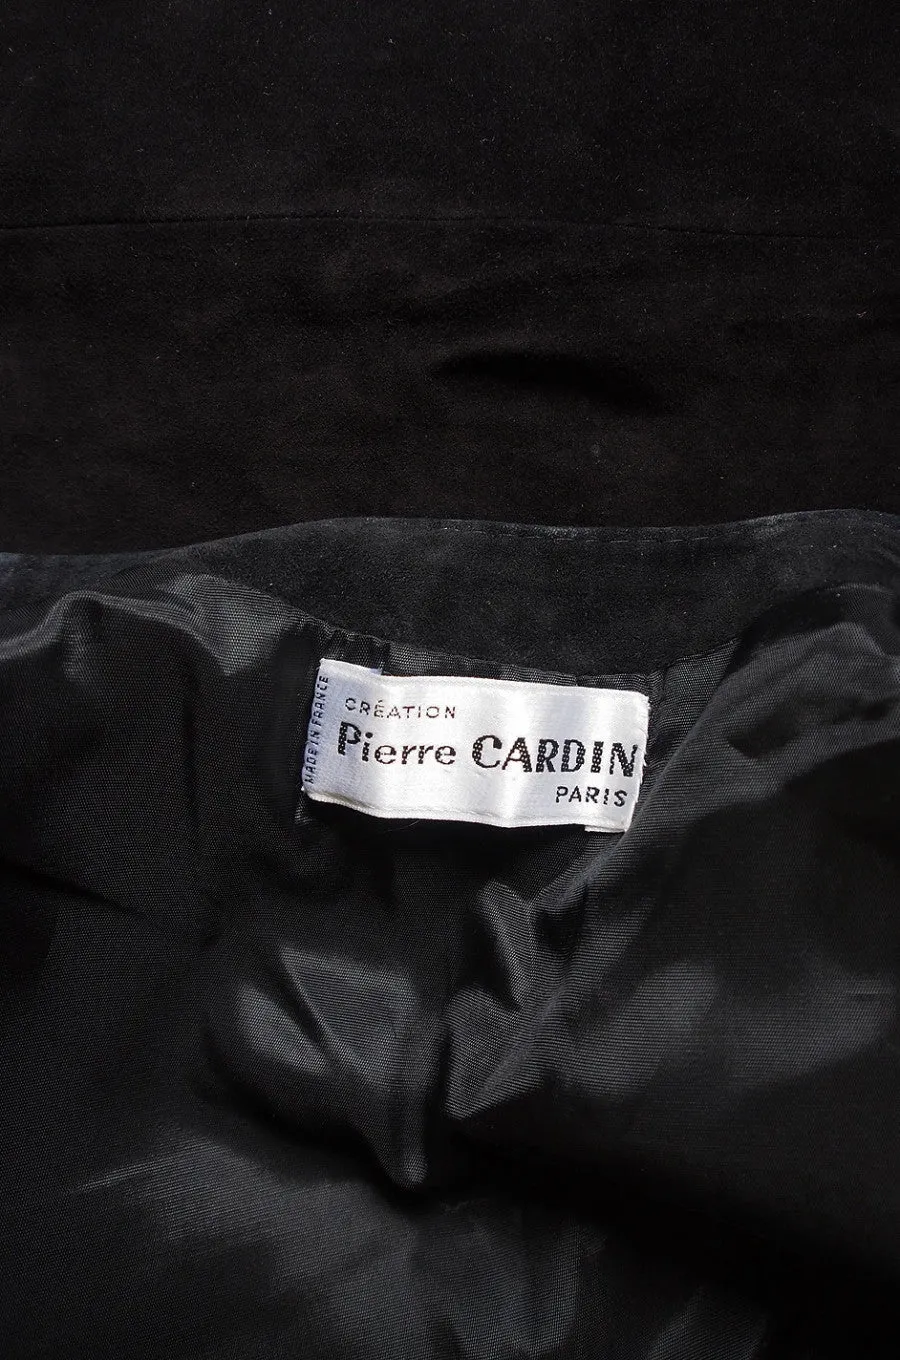 MADE IN FRANCE
CRÉATION
Pierre CARDIN
PARIS